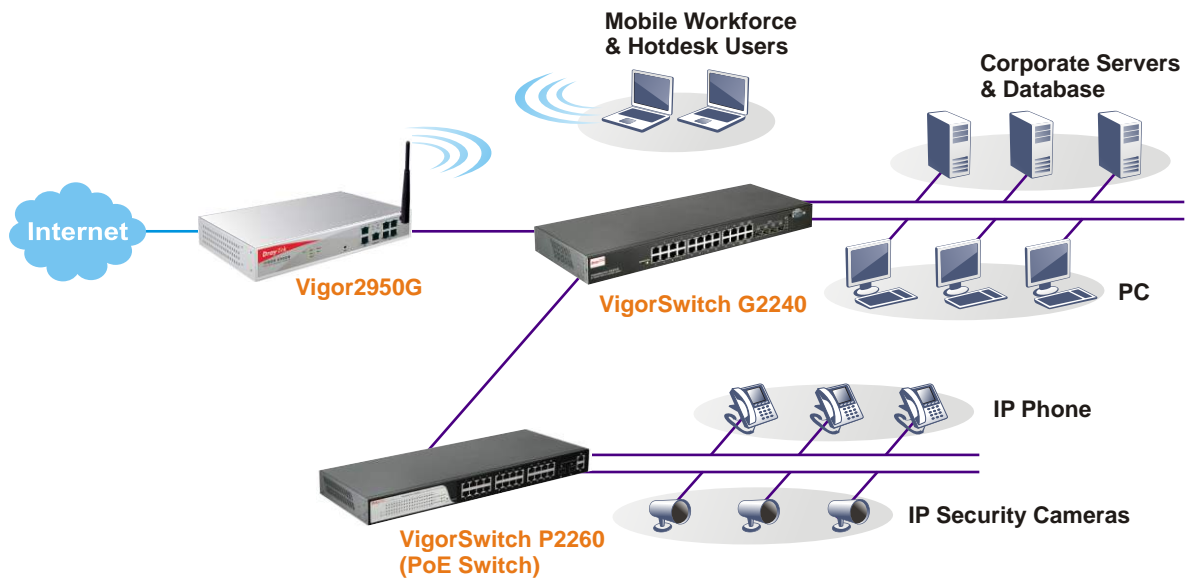 Mobile Workforce
& Hotdesk Users
Corporate Servers
& Database
Internet
Vigor2950G
VigorSwitch G2240
PC
IP Phone
IP Security Cameras
VigorSwitch P2260
(PoE Switch)